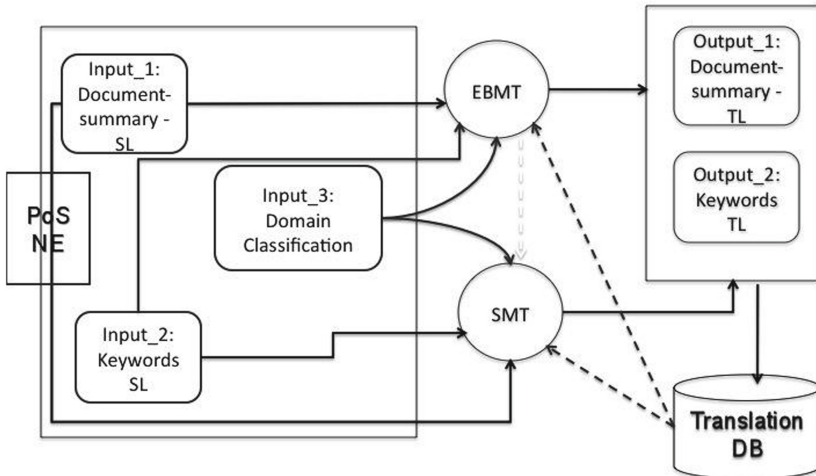 Input_1:
Document-
summary -
SL
EBMT
Output_1:
Document-
summary -
TL
Input_3:
Domain
Classification
Output_2:
Keywords
TL
PoS
NE
Input_2:
Keywords
SL
SMT
Translation
DB